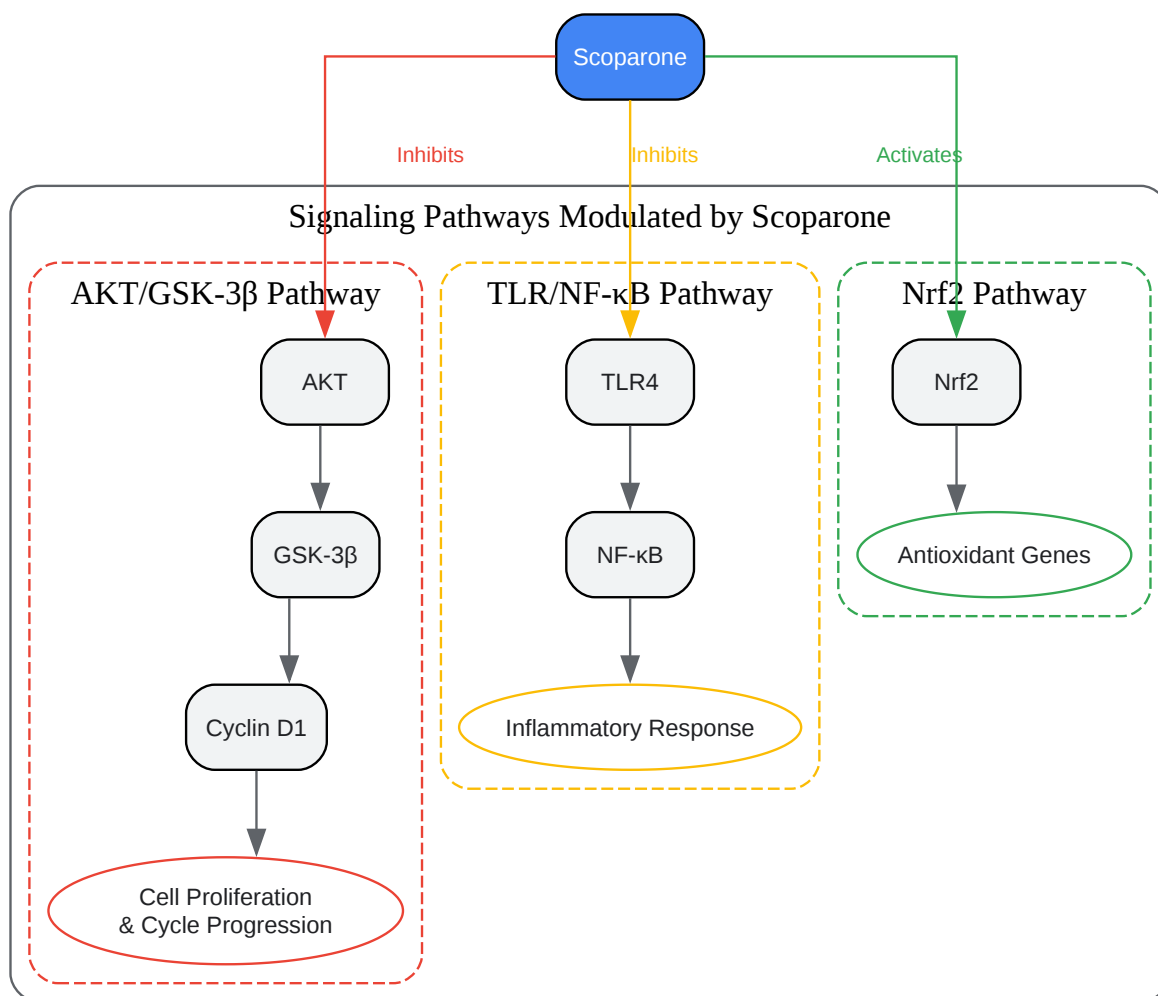 Scoparone
Inhibits
Inhibits
Activates
Signaling Pathways Modulated by Scoparone
AKT/GSK-3β Pathway
TLR/NF-κB Pathway
Nrf2 Pathway
AKT
TLR4
Nrf2
GSK-3β
NF-κB
Antioxidant Genes
Cyclin D1
Inflammatory Response
Cell Proliferation
& Cycle Progression